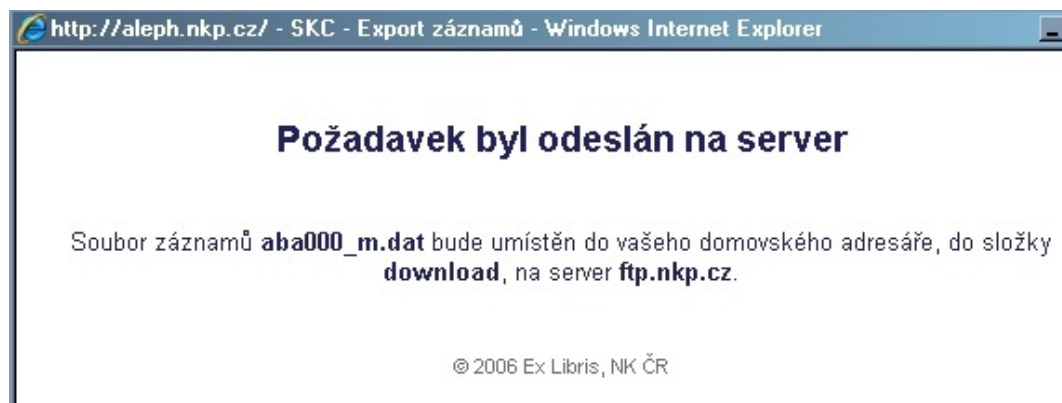 http://aleph.nkp.cz/ - SKC - Export záznamů - Windows Internet Explorer
Požadavek byl odeslán na server
Soubor záznamů aba000_m.dat bude umístěn do vašeho domovského adresáře, do složky
download, na server ftp.nkp.cz.
© 2006 Ex Libris, NK ČR